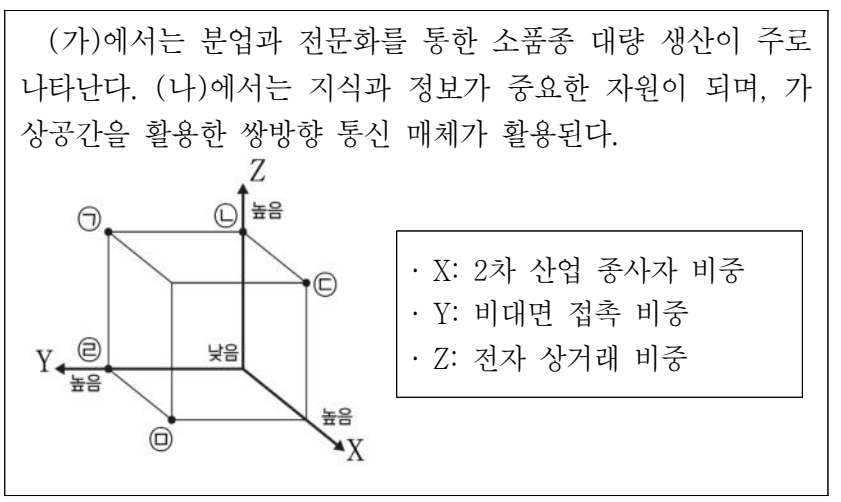 (가)에서는 분업과 전문화를 통한 소품종 대량 생산이 주로
나타난다. (나)에서는 지식과 정보가 중요한 자원이 되며, 가
상공간을 활용한 쌍방향 통신 매체가 활용된다.
Z
높음
㉠
㉡
㉢
Y
㉣
높음
낮음
높음
㉤
X
· X: 2차 산업 종사자 비중
· Y: 비대면 접촉 비중
· Z: 전자 상거래 비중